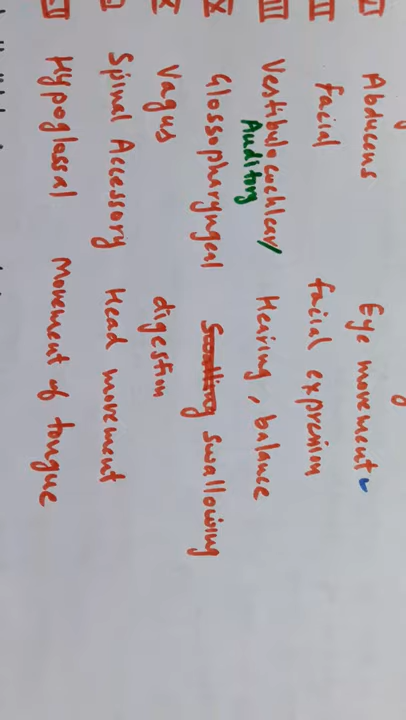 VI Abducens Eye movement
VII facial facial expression
VIII Vestibulocochlear/ Hearing, balance
Auditory
IX Glossopharyngeal swallowing
X Vagus digestion
XI Spinal Accessory Head movement
XII Hypoglossal Movement of tongue